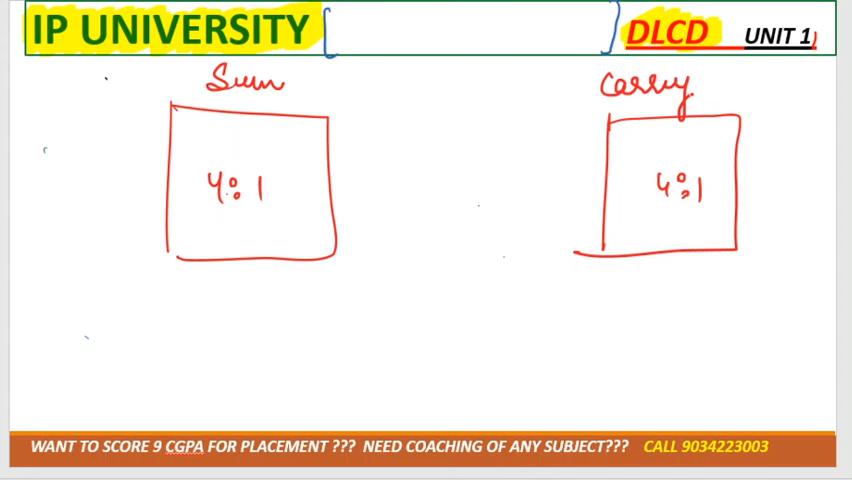 IP UNIVERSITY [ ] DLCD UNIT 1)
Sum Carry
4:1 4:1
WANT TO SCORE 9 CGPA FOR PLACEMENT ??? NEED COACHING OF ANY SUBJECT??? CALL 9034223003